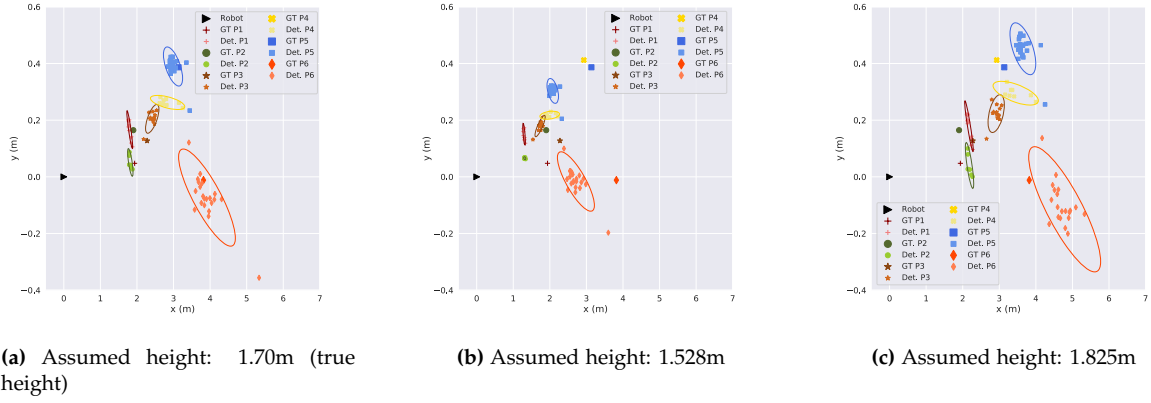 Robot
GT P1
Det. P1
GT. P2
Det. P2
GT P3
Det. P3
GT P4
Det. P4
GT P5
Det. P5
GT P6
Det. P6
0.6
0.4
0.2
0.0
−0.2
−0.4
y (m)
0 1 2 3 4 5 6 7
x (m)
(a) Assumed height: 1.70m (true
height)
Robot
GT P1
Det. P1
GT. P2
Det. P2
GT P3
Det. P3
GT P4
Det. P4
GT P5
Det. P5
GT P6
Det. P6
0.6
0.4
0.2
0.0
−0.2
−0.4
y (m)
0 1 2 3 4 5 6 7
x (m)
(b) Assumed height: 1.528m
0.6
0.4
0.2
0.0
−0.2
−0.4
y (m)
Robot
GT P1
Det. P1
GT. P2
Det. P2
GT P3
Det. P3
GT P4
Det. P4
GT P5
Det. P5
GT P6
Det. P6
0 1 2 3 4 5 6 7
x (m)
(c) Assumed height: 1.825m